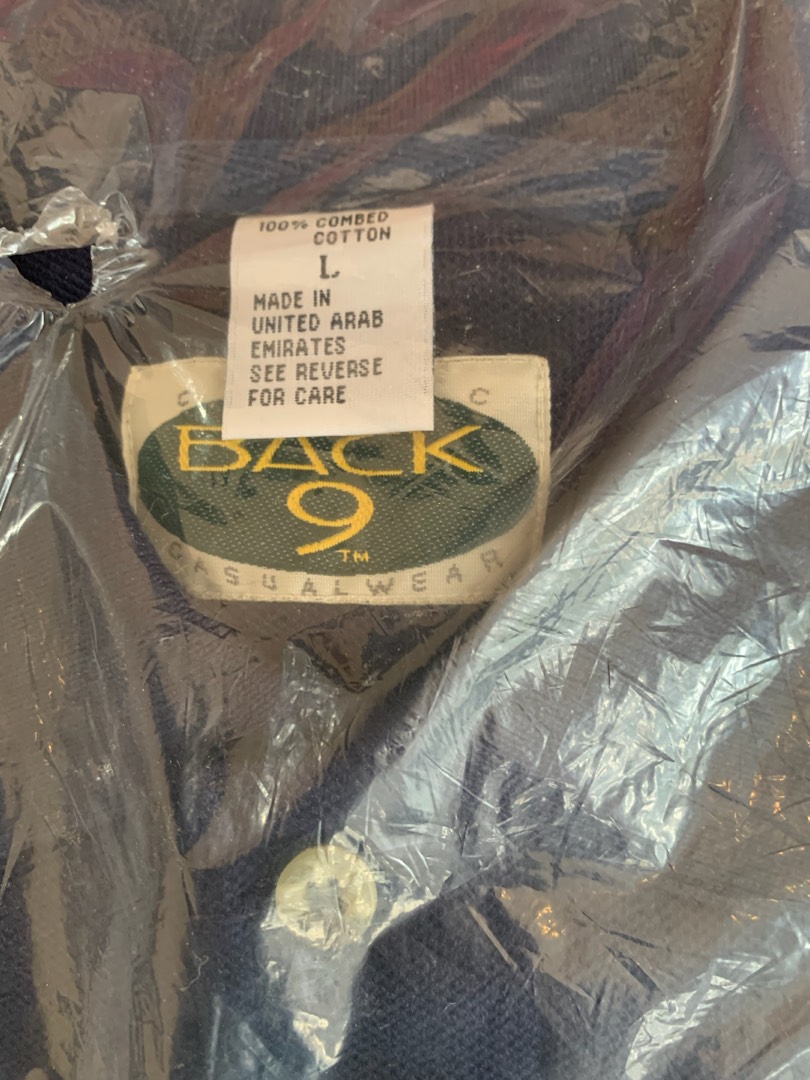 100% COMBED
COTTON
L
MADE IN
UNITED ARAB
EMIRATES
SEE REVERSE
FOR CARE
C C
BACK
9
TM
CASUALWEAR